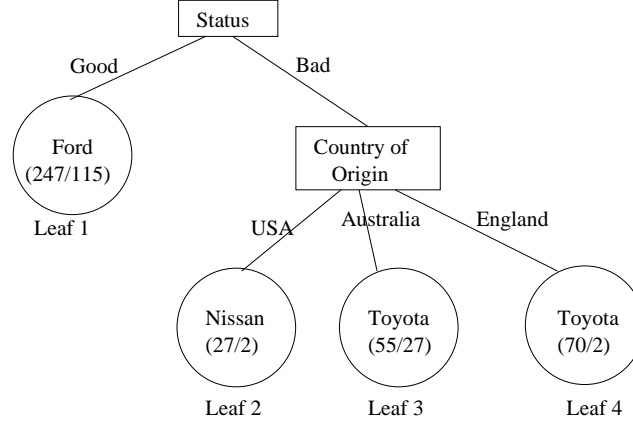 Status
Good
Bad
Ford
(247/115)
Leaf 1
Country of
Origin
USA
Australia
England
Nissan
(27/2)
Leaf 2
Toyota
(55/27)
Leaf 3
Toyota
(70/2)
Leaf 4